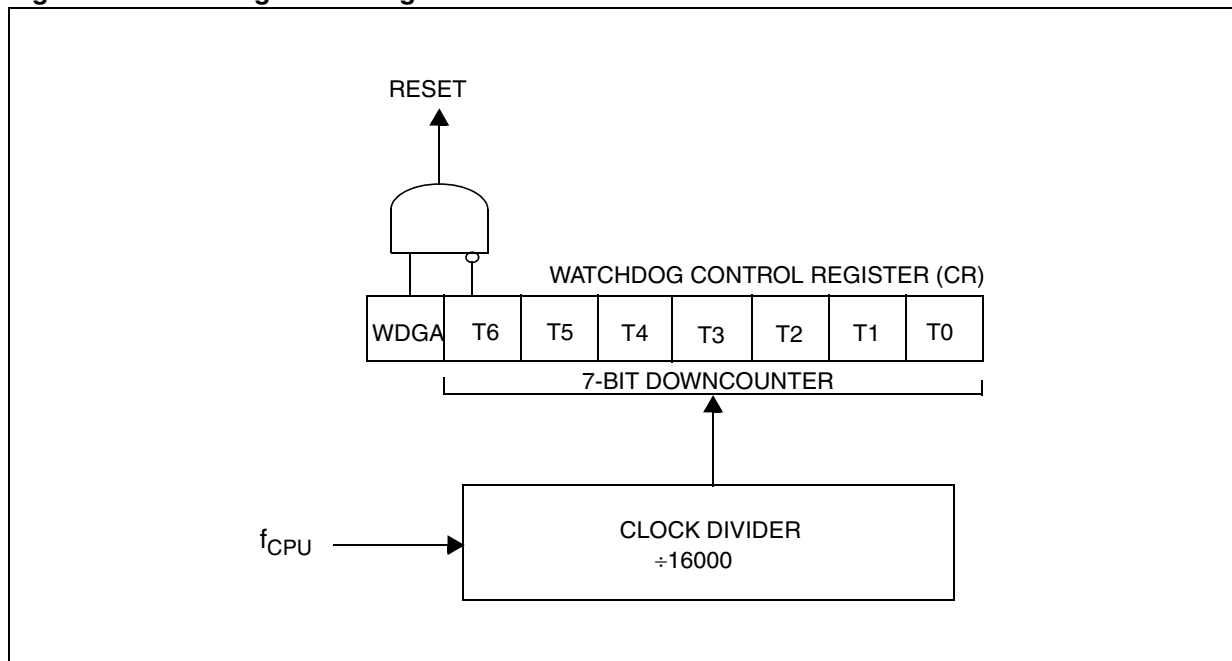 RESET
WATCHDOG CONTROL REGISTER (CR)
WDGA T6 T5 T4 T3 T2 T1 T0
7-BIT DOWNCOUNTER
fCPU
CLOCK DIVIDER
÷16000